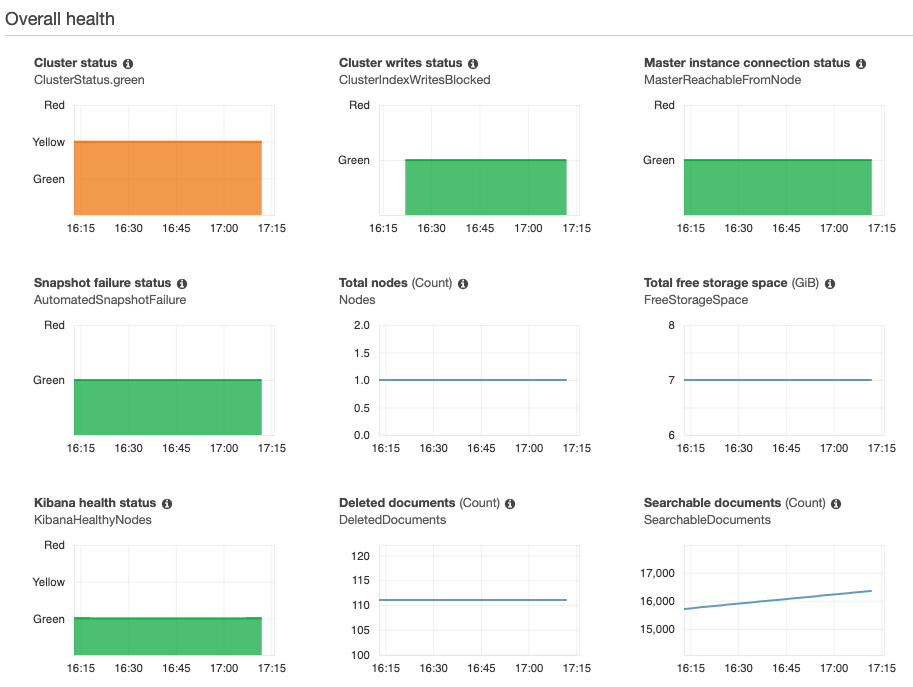 Overall health
Cluster status
ClusterStatus.green
Red
Yellow
Green
16:15 16:30 16:45 17:00 17:15
Cluster writes status
ClusterIndexWritesBlocked
Red
Green
16:15 16:30 16:45 17:00 17:15
Master instance connection status
MasterReachableFromNode
Red
Green
16:15 16:30 16:45 17:00 17:15
Snapshot failure status
AutomatedSnapshotFailure
Red
Green
16:15 16:30 16:45 17:00 17:15
Total nodes (Count)
Nodes
2.0
1.5
1.0
0.5
0.0
16:15 16:30 16:45 17:00 17:15
Total free storage space (GiB)
FreeStorageSpace
8
7
6
16:15 16:30 16:45 17:00 17:15
Kibana health status
KibanaHealthyNodes
Red
Yellow
Green
16:15 16:30 16:45 17:00 17:15
Deleted documents (Count)
DeletedDocuments
120
115
110
105
100
16:15 16:30 16:45 17:00 17:15
Searchable documents (Count)
SearchableDocuments
17,000
16,000
15,000
16:15 16:30 16:45 17:00 17:15